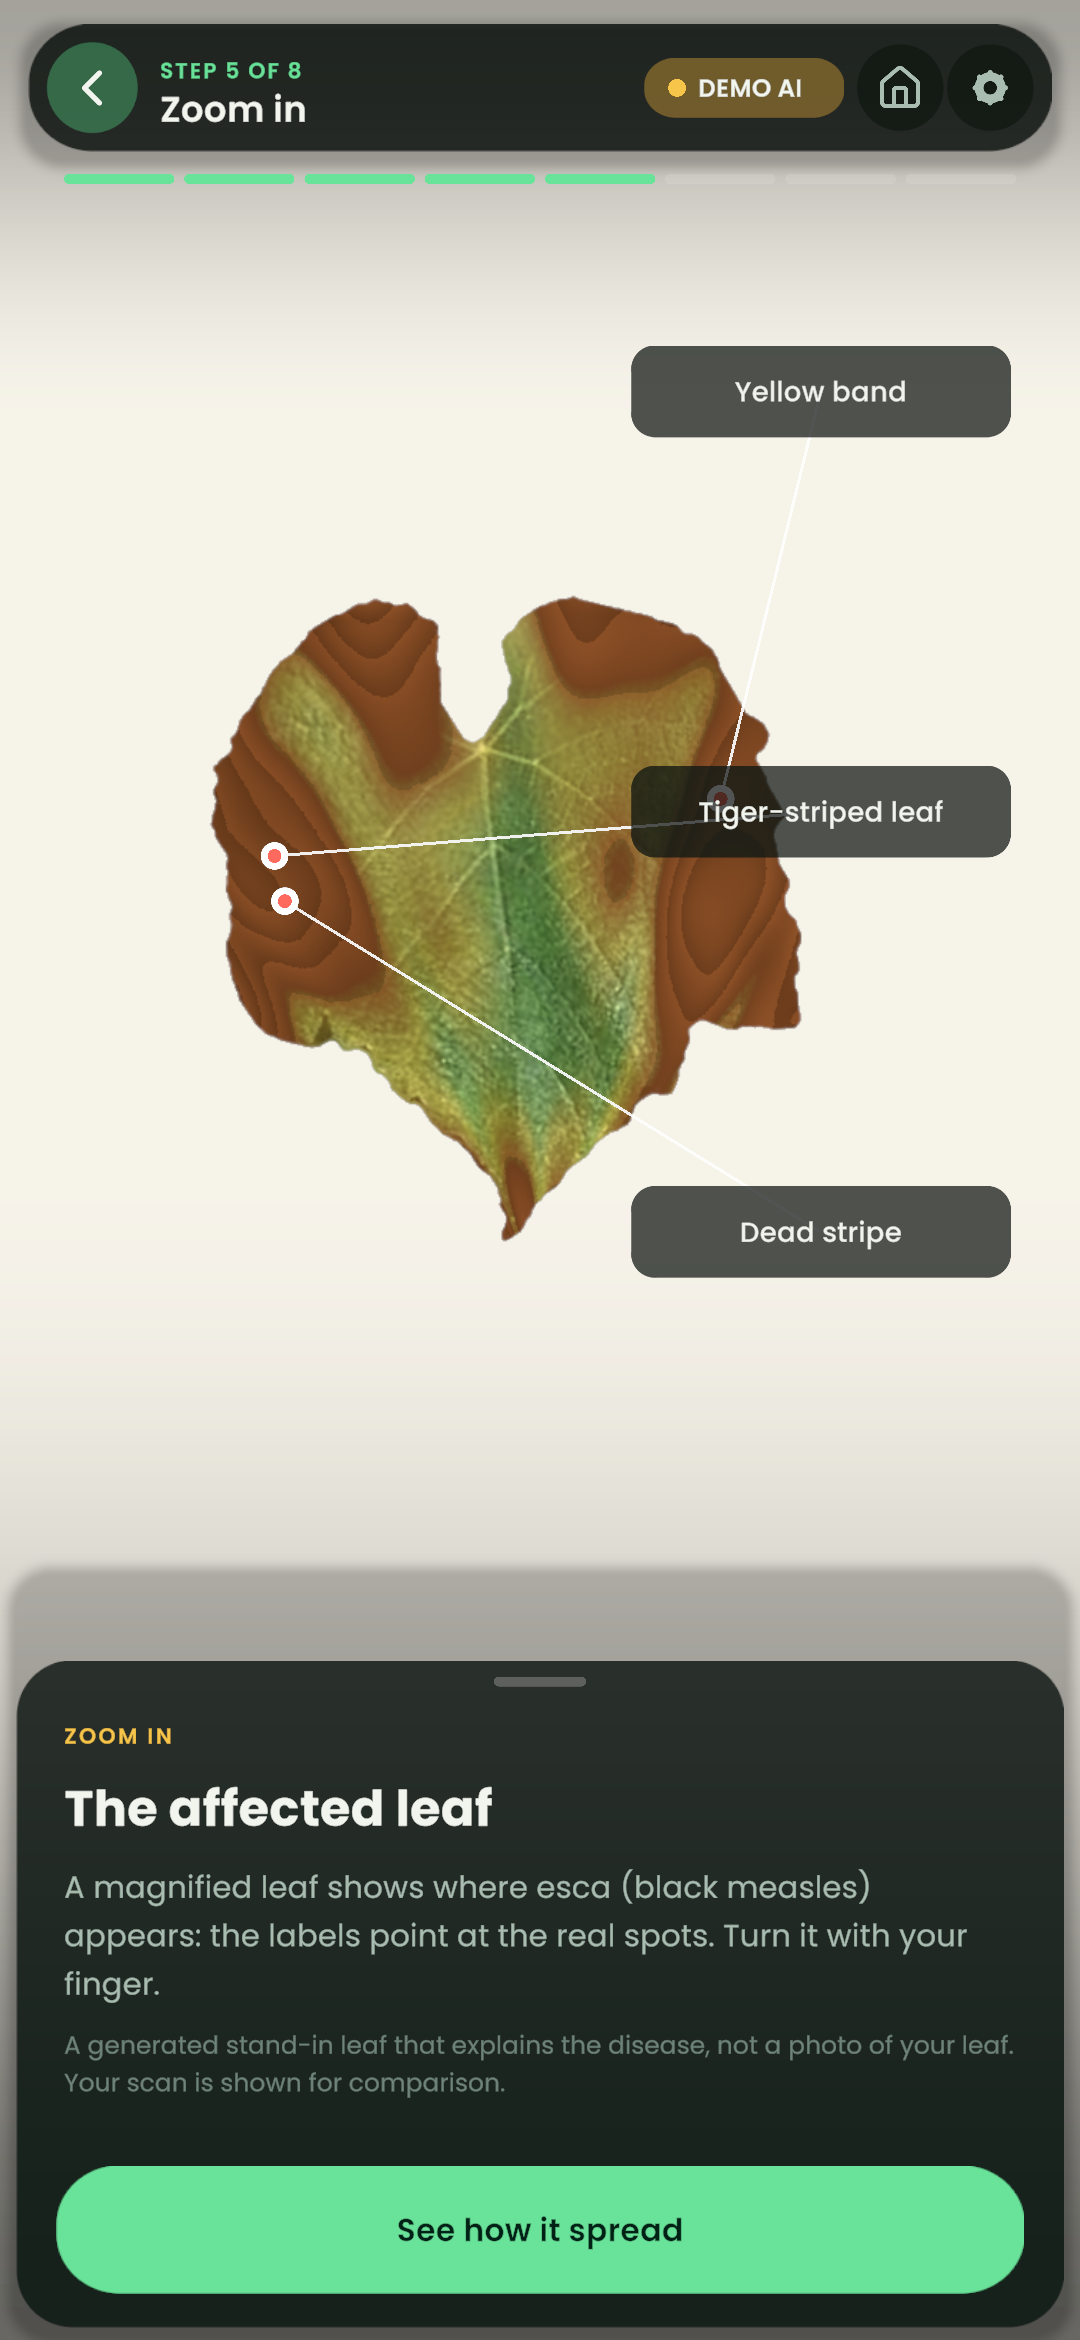 STEP 5 OF 8
Zoom in
DEMO AI
Yellow band
Tiger-striped leaf
Dead stripe
ZOOM IN
The affected leaf
A magnified leaf shows where esca (black measles)
appears: the labels point at the real spots. Turn it with your
finger.
A generated stand-in leaf that explains the disease, not a photo of your leaf.
Your scan is shown for comparison.
See how it spread